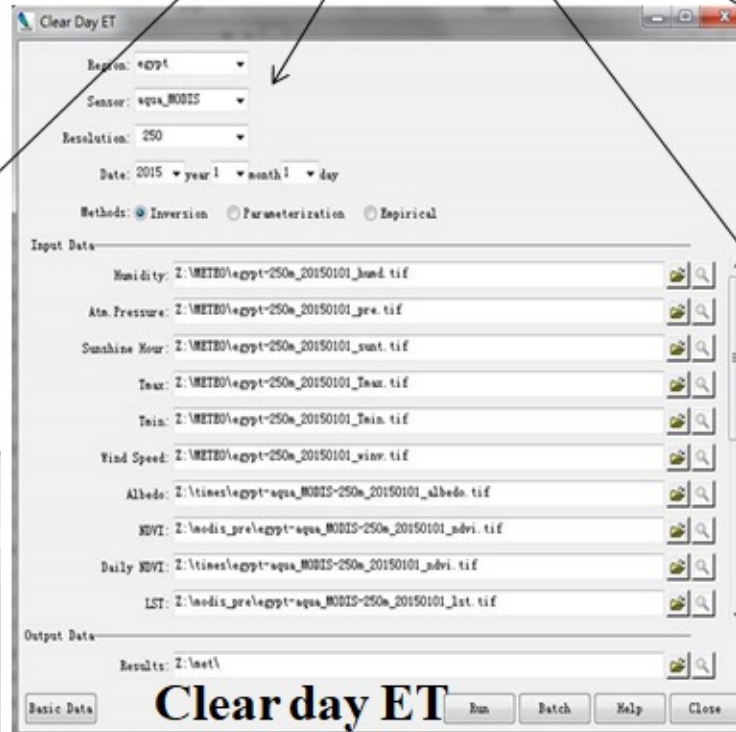 Clear Day ET
Region: egypt
Sensor: aqua_MODIS
Resolution: 250
Date: 2015 year 1 month 1 day
Methods: Inversion Parameterization Empirical
Input Data
Humidity: Z:\METEO\egypt-250m_20150101_humd.tif
Atm.Pressure: Z:\METEO\egypt-250m_20150101_pre.tif
Sunshine Hour: Z:\METEO\egypt-250m_20150101_sunt.tif
Tmax: Z:\METEO\egypt-250m_20150101_Tmax.tif
Tmin: Z:\METEO\egypt-250m_20150101_Tmin.tif
Wind Speed: Z:\METEO\egypt-250m_20150101_winv.tif
Albedo: Z:\times\egypt-aqua_MODIS-250m_20150101_albedo.tif
NDVI: Z:\modis_pre\egypt-aqua_MODIS-250m_20150101_ndvi.tif
Daily NDVI: Z:\times\egypt-aqua_MODIS-250m_20150101_ndvi.tif
LST: Z:\modis_pre\egypt-aqua_MODIS-250m_20150101_lst.tif
Output Data
Results: Z:\net\
Basic Data Clear day ET Run Batch Help Close